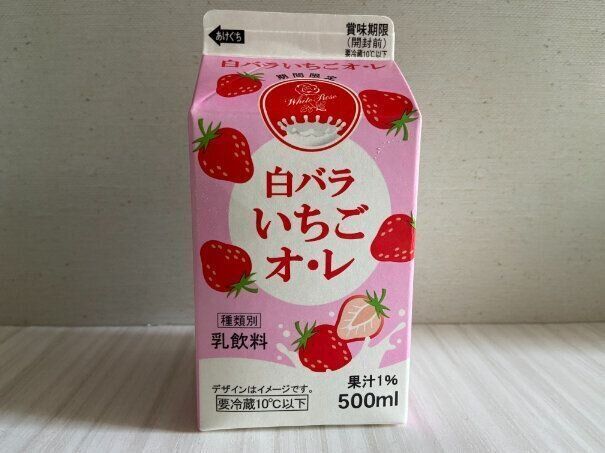 あけくち
賞味期限
(開封前)
要冷蔵10℃以下
白バラいちごオ・レ
期間限定
White Rose
白バラ
いちご
オ・レ
種類別
乳飲料
デザインはイメージです。
要冷蔵10℃以下
果汁1%
500ml